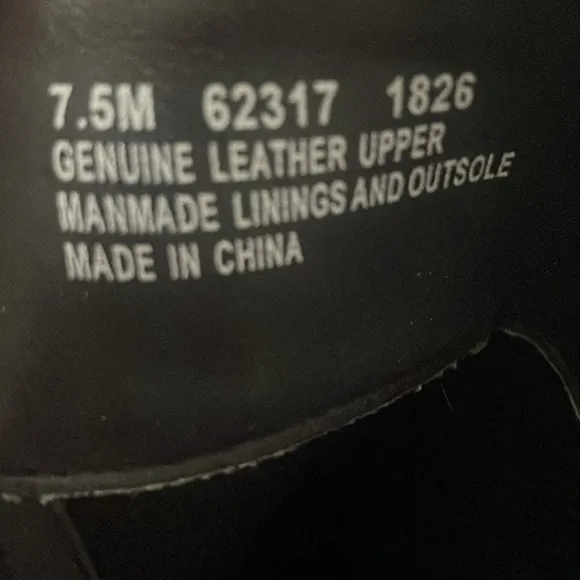 7.5M 62317 1826
GENUINE LEATHER UPPER
MANMADE LININGS AND OUTSOLE
MADE IN CHINA